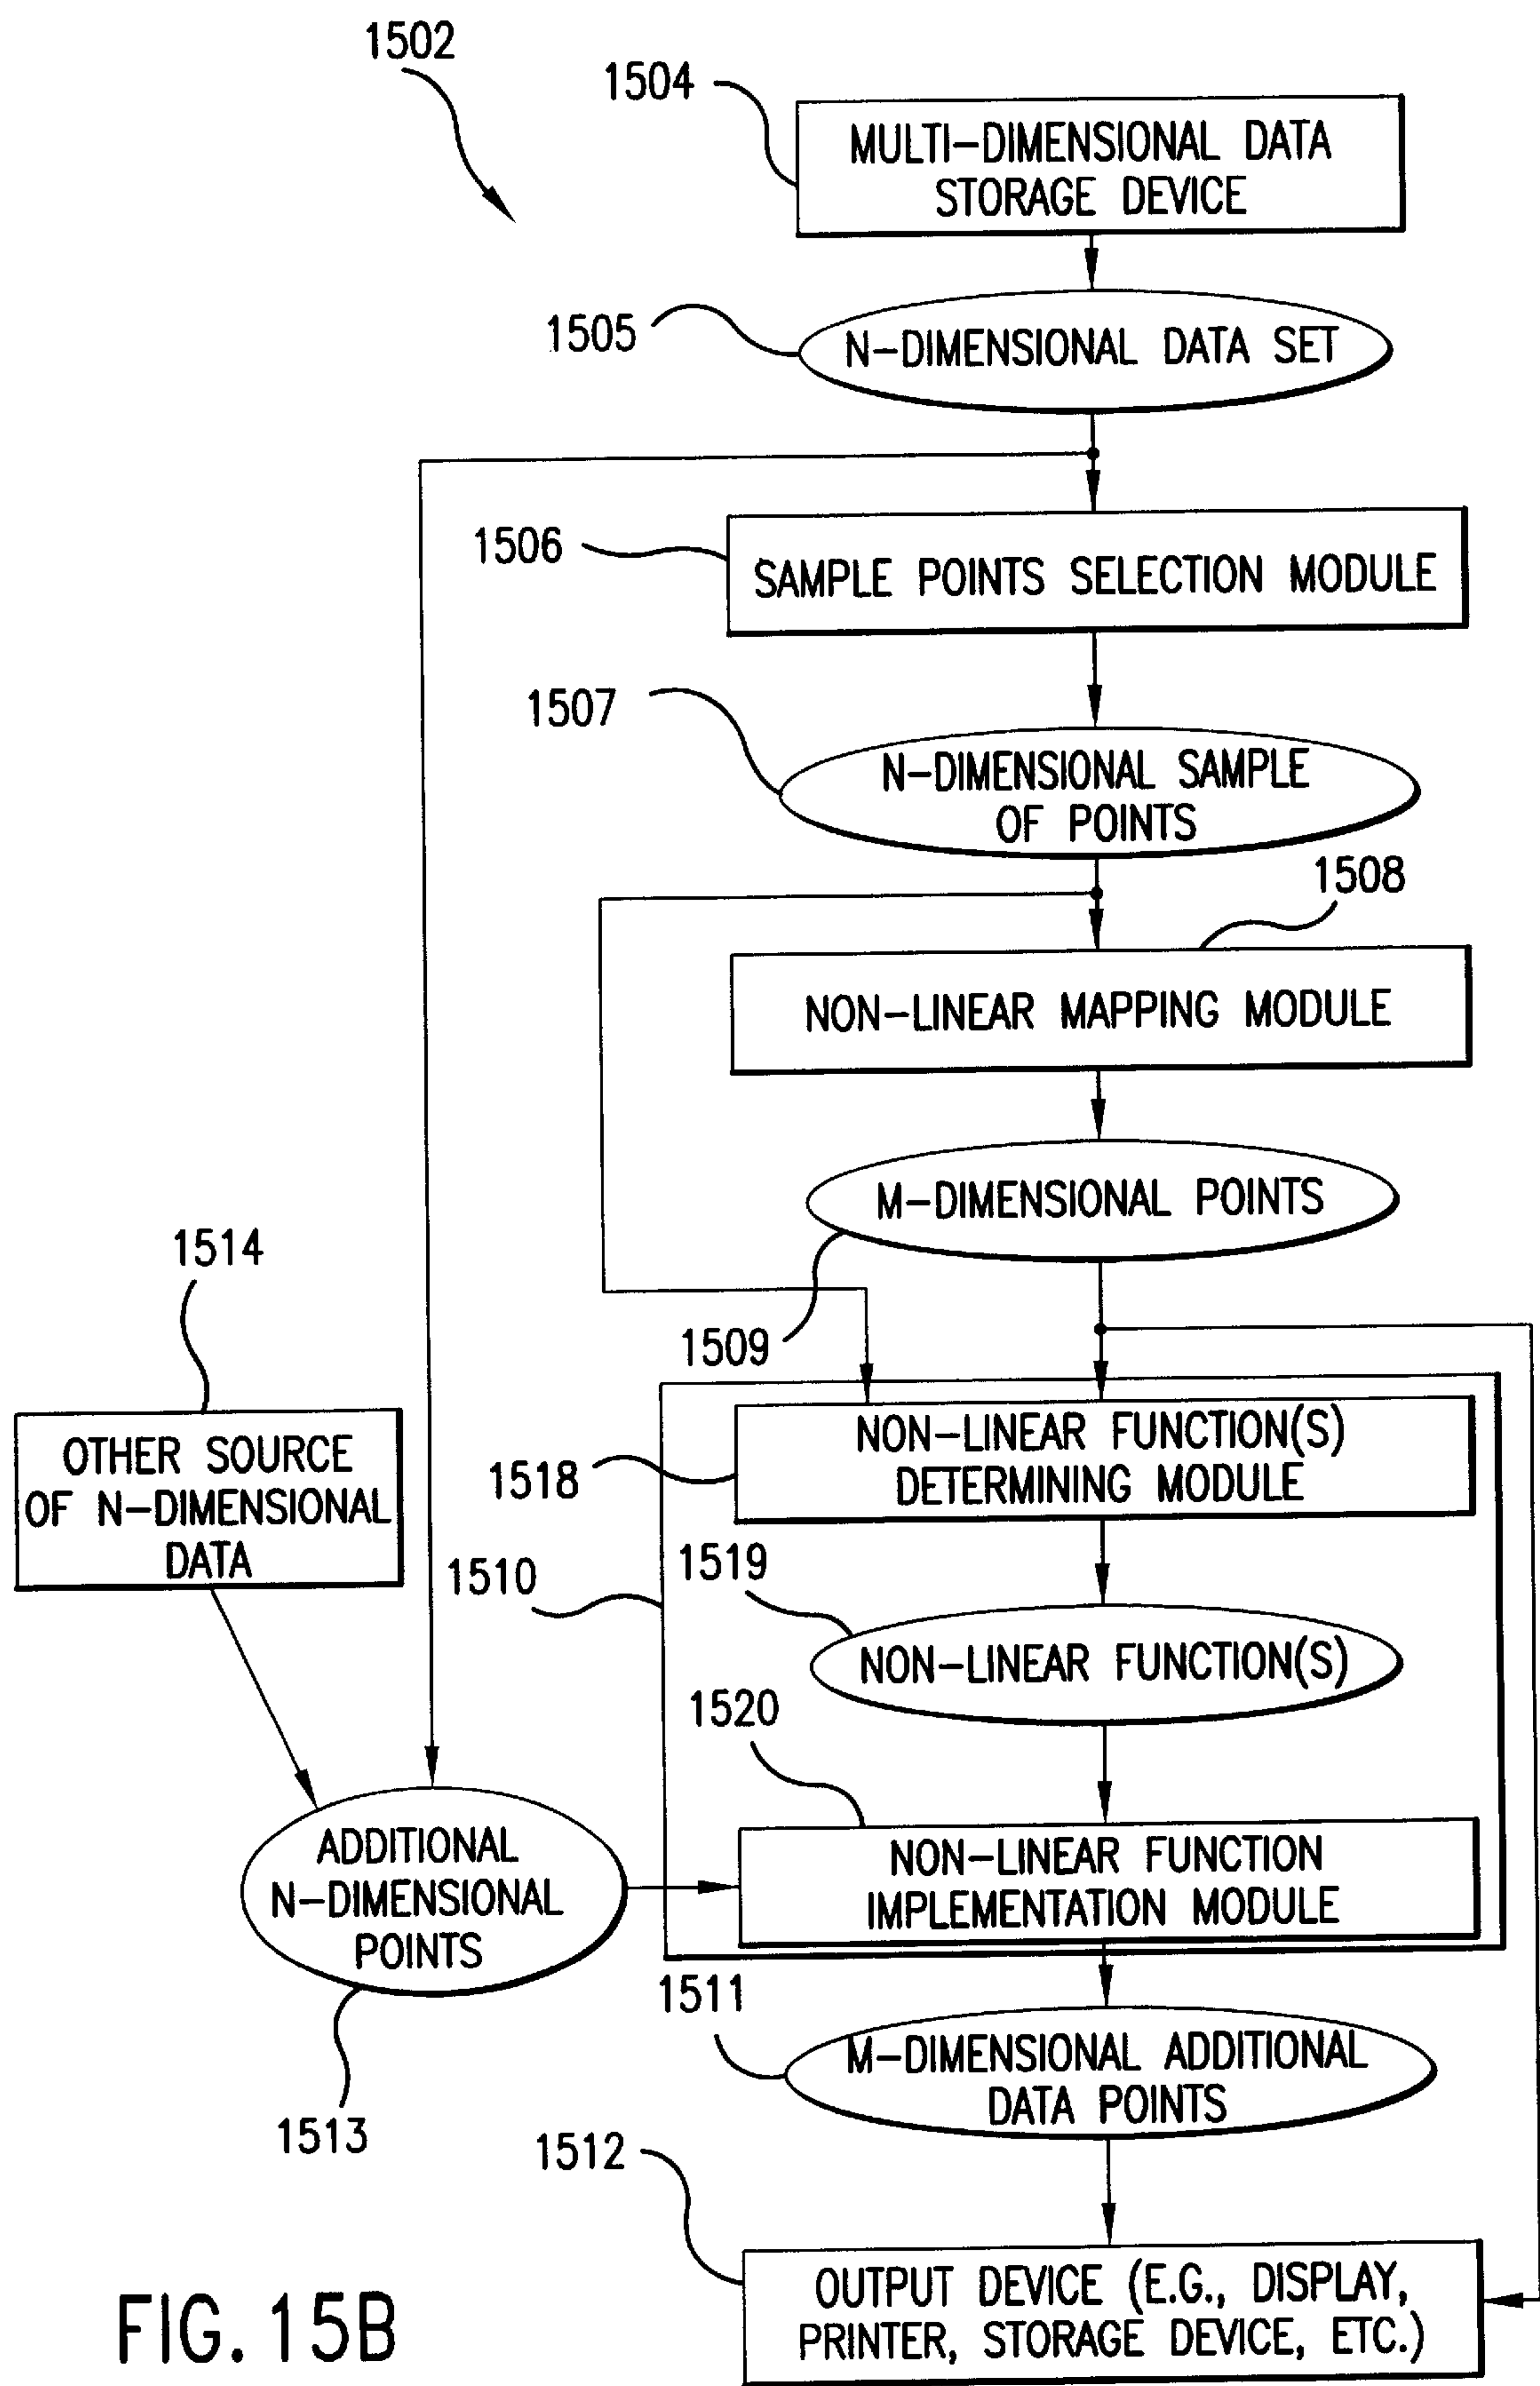 1502
1504
MULTI-DIMENSIONAL DATA
STORAGE DEVICE
1505
N-DIMENSIONAL DATA SET
1506
SAMPLE POINTS SELECTION MODULE
1507
N-DIMENSIONAL SAMPLE
OF POINTS
1508
NON-LINEAR MAPPING MODULE
M-DIMENSIONAL POINTS
1509
1514
OTHER SOURCE
OF N-DIMENSIONAL
DATA
1518
NON-LINEAR FUNCTION(S)
DETERMINING MODULE
1510
1519
NON-LINEAR FUNCTION(S)
1520
NON-LINEAR FUNCTION
IMPLEMENTATION MODULE
ADDITIONAL
N-DIMENSIONAL
POINTS
1513
1511
M-DIMENSIONAL ADDITIONAL
DATA POINTS
1512
OUTPUT DEVICE (E.G., DISPLAY,
PRINTER, STORAGE DEVICE, ETC.)
FIG. 15B